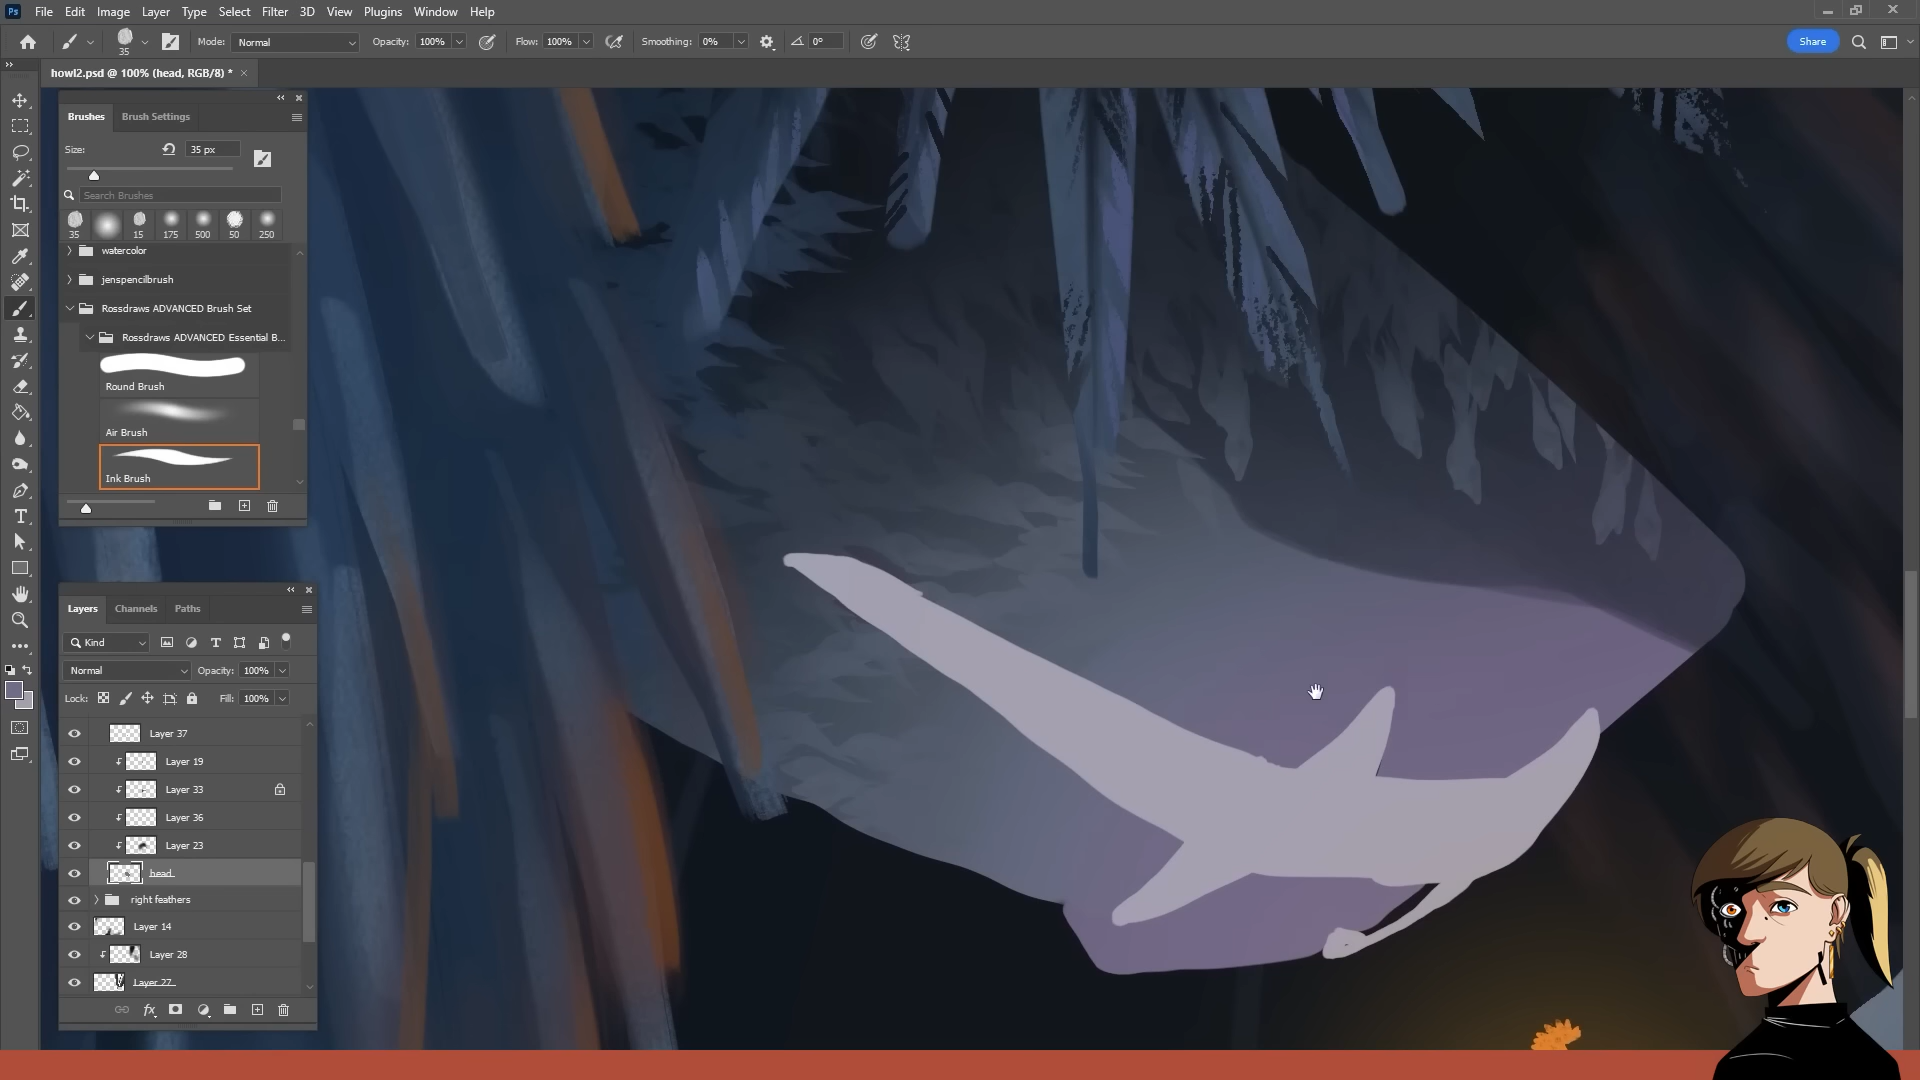 Ps File Edit Image Layer Type Select Filter 3D View Plugins Window Help
35 Mode: Normal Opacity: 100% Flow: 100% Smoothing: 0% 0° Share
howl2.psd @ 100% (head, RGB/8) *
Brushes Brush Settings
Size: 35 px
Search Brushes
35 15 175 500 50 250
watercolor
jenspencilbrush
Rossdraws ADVANCED Brush Set
Rossdraws ADVANCED Essential B...
Round Brush
Air Brush
Ink Brush
Layers Channels Paths
Kind
Normal Opacity: 100%
Lock: Fill: 100%
Layer 37
Layer 19
Layer 33
Layer 36
Layer 23
head
right feathers
Layer 14
Layer 28
Layer 27
fx